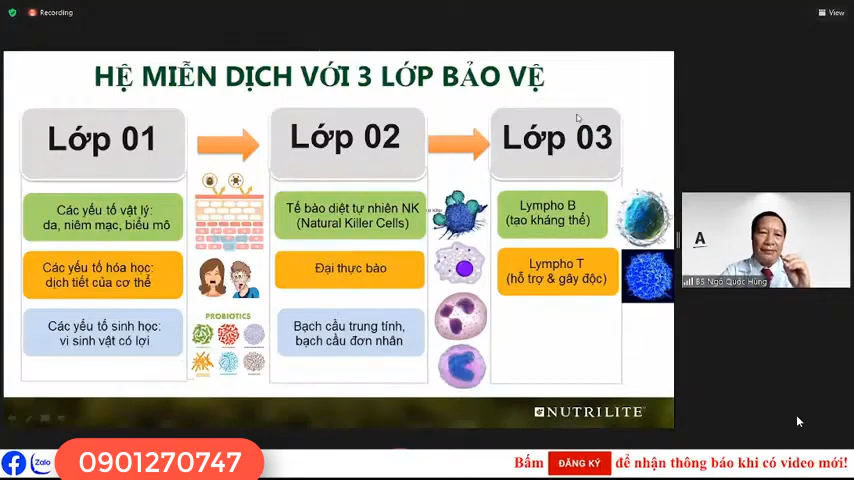 Recording
View
HỆ MIỄN DỊCH VỚI 3 LỚP BẢO VỆ
Lớp 01
Lớp 02
Lớp 03
Các yếu tố vật lý:
da, niêm mạc, biểu mô
Các yếu tố hóa học:
dịch tiết của cơ thể
Các yếu tố sinh học:
vi sinh vật có lợi
PROBIOTICS
Tế bào diệt tự nhiên NK
(Natural Killer Cells)
Đại thực bào
Bạch cầu trung tính,
bạch cầu đơn nhân
Lympho B
(tạo kháng thể)
Lympho T
(hỗ trợ & gây độc)
A
BS Ngô Quốc Hùng
NUTRILITE
Zalo
0901270747
Bấm ĐĂNG KÝ để nhận thông báo khi có video mới!